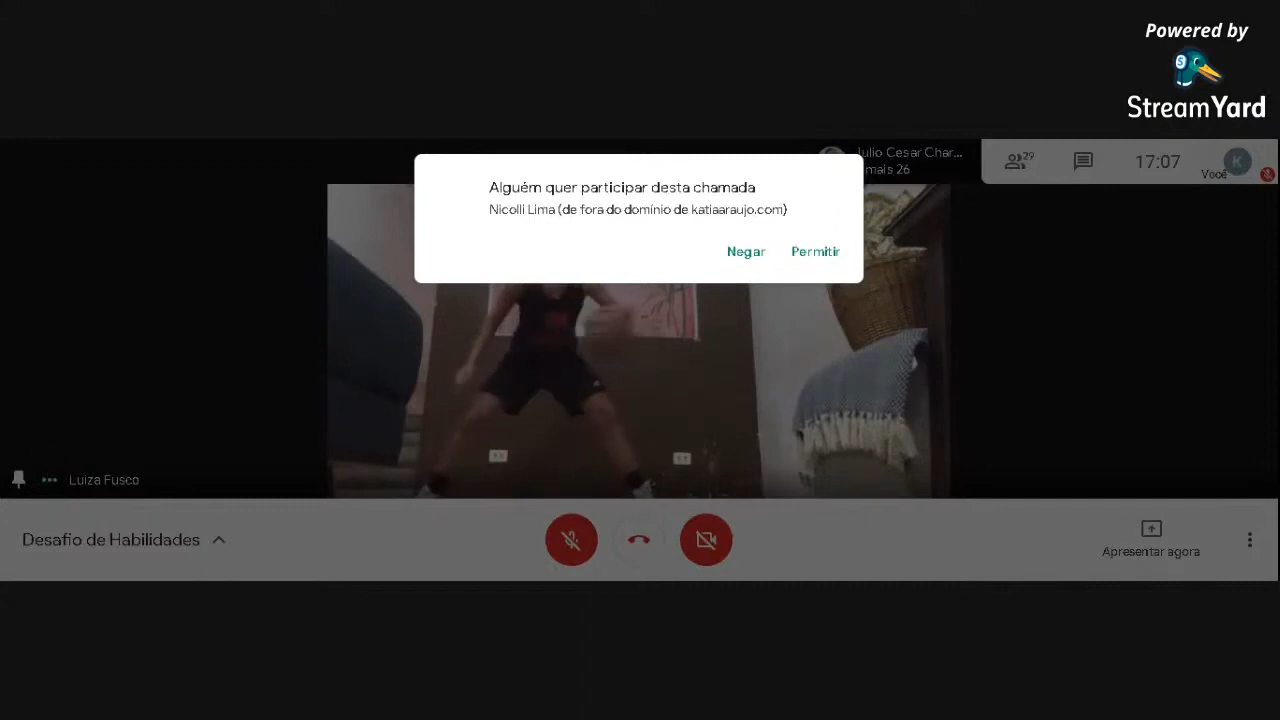 Powered by
StreamYard
Julio Cesar Char...
mais 26
29
17:07
Você
K
Alguém quer participar desta chamada
Nicolli Lima (de fora do domínio de katiaaraujo.com)
Negar
Permitir
Luiza Fusco
Desafio de Habilidades
Apresentar agora